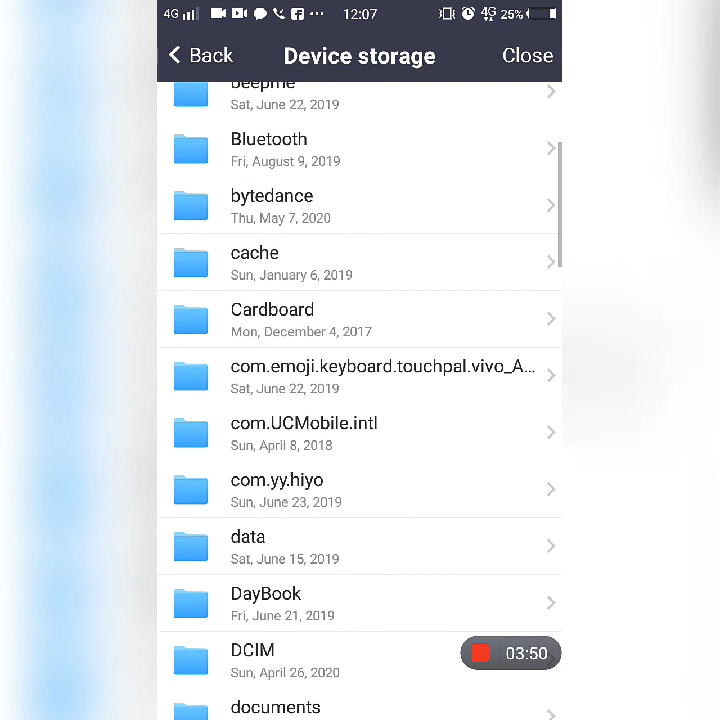 4G 12:07 4G 25%
Back Device storage Close
beepme
Sat, June 22, 2019
Bluetooth
Fri, August 9, 2019
bytedance
Thu, May 7, 2020
cache
Sun, January 6, 2019
Cardboard
Mon, December 4, 2017
com.emoji.keyboard.touchpal.vivo_A...
Sat, June 22, 2019
com.UCMobile.intl
Sun, April 8, 2018
com.yy.hiyo
Sun, June 23, 2019
data
Sat, June 15, 2019
DayBook
Fri, June 21, 2019
DCIM
Sun, April 26, 2020
03:50
documents